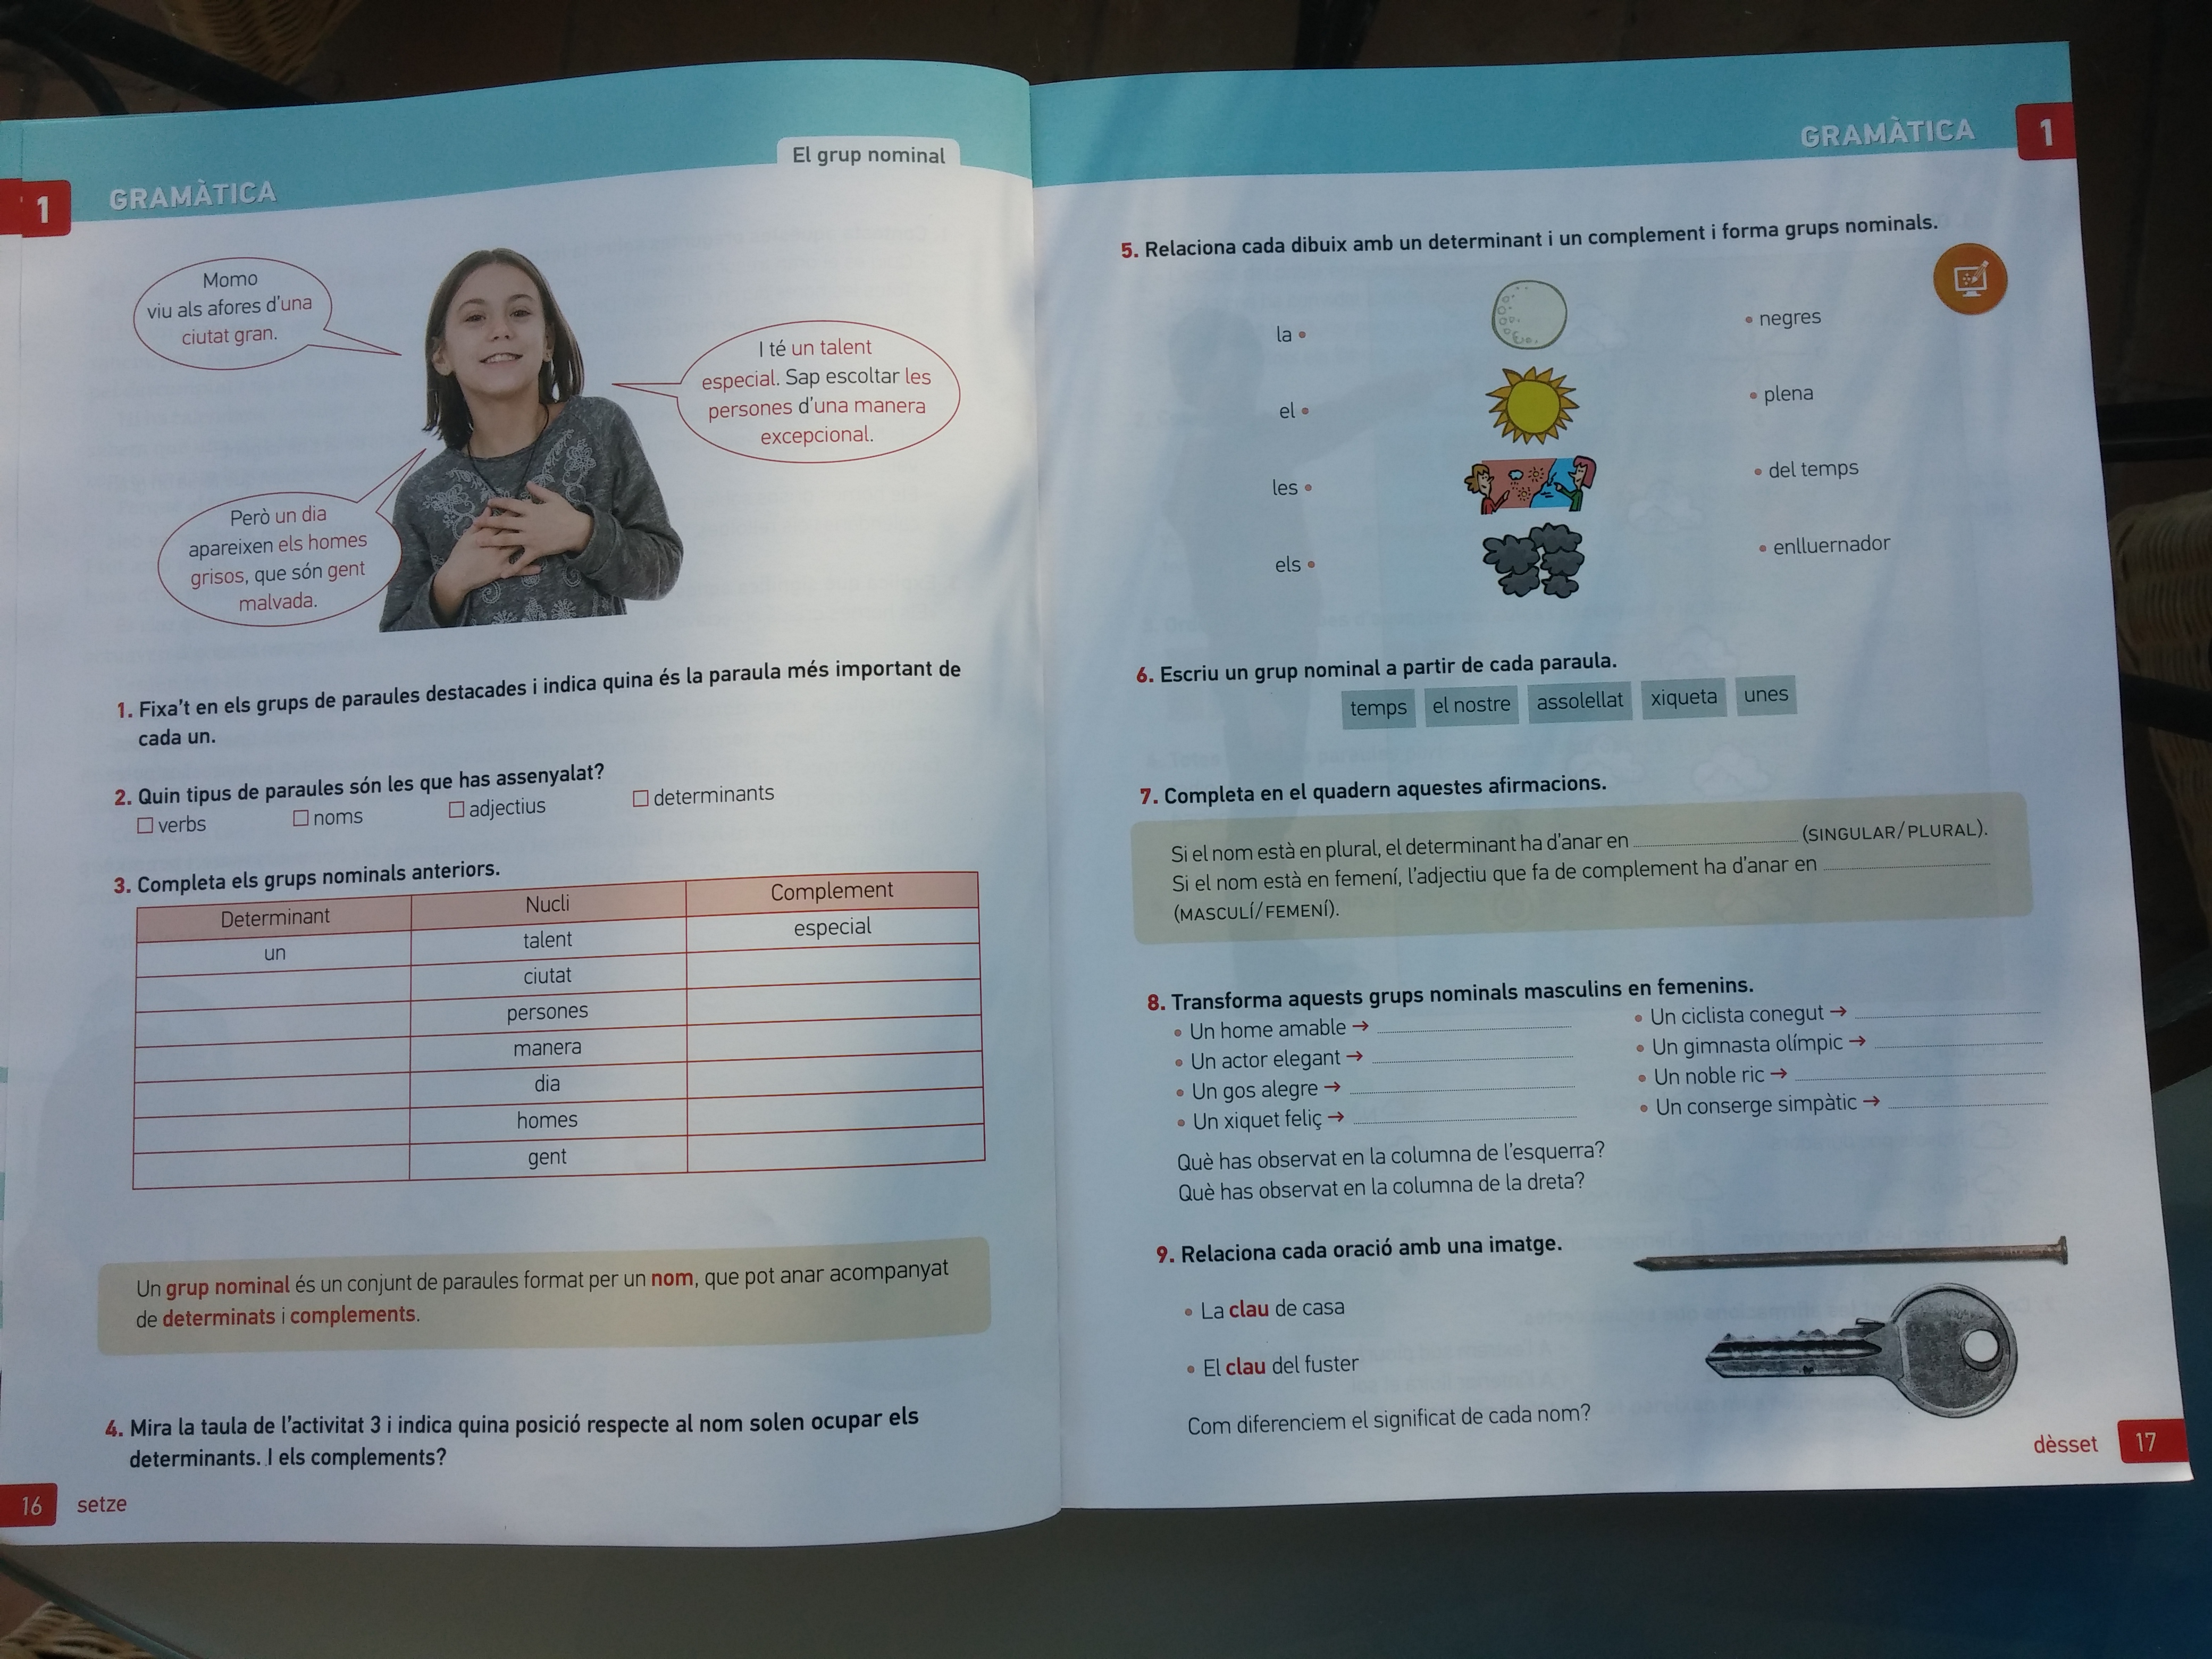 1
GRAMÀTICA
El grup nominal
Momo
viu als afores d'una
ciutat gran.
I té un talent
especial. Sap escoltar les
persones d'una manera
excepcional.
Però un dia
apareixen els homes
grisos, que són gent
malvada.
1. Fixa't en els grups de paraules destacades i indica quina és la paraula més important de
cada un.
2. Quin tipus de paraules són les que has assenyalat?
verbs noms adjectius determinants
3. Completa els grups nominals anteriors.
Determinant Nucli Complement
un talent especial
ciutat
persones
manera
dia
homes
gent
Un grup nominal és un conjunt de paraules format per un nom, que pot anar acompanyat
de determinats i complements.
4. Mira la taula de l'activitat 3 i indica quina posició respecte al nom solen ocupar els
determinants. I els complements?
16 setze
GRAMÀTICA 1
5. Relaciona cada dibuix amb un determinant i un complement i forma grups nominals.
la • • negres
el • • plena
les • • del temps
els • • enlluernador
6. Escriu un grup nominal a partir de cada paraula.
temps el nostre assolellat xiqueta unes
7. Completa en el quadern aquestes afirmacions.
Si el nom està en plural, el determinant ha d'anar en (SINGULAR/PLURAL).
Si el nom està en femení, l'adjectiu que fa de complement ha d'anar en
(MASCULÍ/FEMENÍ).
8. Transforma aquests grups nominals masculins en femenins.
• Un home amable →
• Un actor elegant →
• Un gos alegre →
• Un xiquet feliç →
• Un ciclista conegut →
• Un gimnasta olímpic →
• Un noble ric →
• Un conserge simpàtic →
Què has observat en la columna de l'esquerra?
Què has observat en la columna de la dreta?
9. Relaciona cada oració amb una imatge.
• La clau de casa
• El clau del fuster
Com diferenciem el significat de cada nom?
dèsset 17